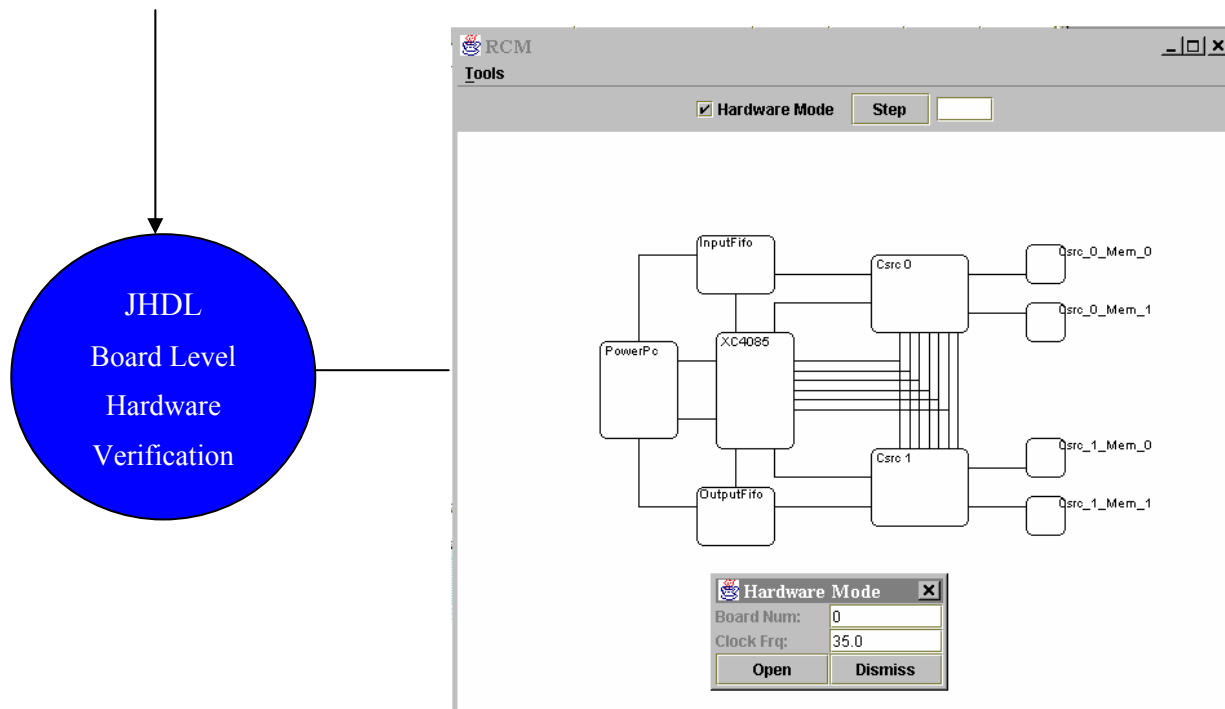 JHDL
Board Level
Hardware
Verification
RCM
Tools
Hardware Mode Step
InputFifo
Csrc 0
Csrc_0_Mem_0
Csrc_0_Mem_1
PowerPc
XC4085
Csrc 1
Csrc_1_Mem_0
OutputFifo
Csrc_1_Mem_1
Hardware Mode
Board Num: 0
Clock Frq: 35.0
Open Dismiss